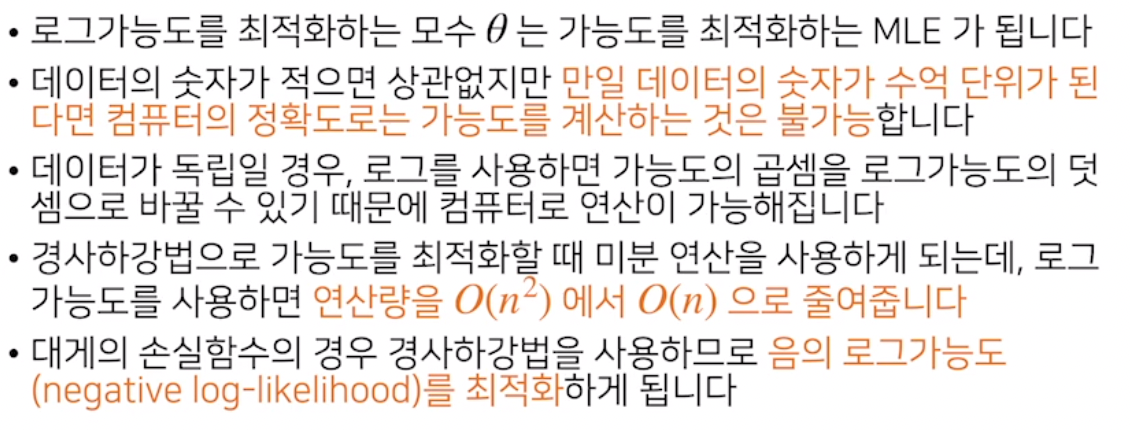 • 로그가능도를 최적화하는 모수 θ 는 가능도를 최적화하는 MLE 가 됩니다
• 데이터의 숫자가 적으면 상관없지만 만일 데이터의 숫자가 수억 단위가 된
다면 컴퓨터의 정확도로는 가능도를 계산하는 것은 불가능합니다
• 데이터가 독립일 경우, 로그를 사용하면 가능도의 곱셈을 로그가능도의 덧
셈으로 바꿀 수 있기 때문에 컴퓨터로 연산이 가능해집니다
• 경사하강법으로 가능도를 최적화할 때 미분 연산을 사용하게 되는데, 로그
가능도를 사용하면 연산량을 O(n²) 에서 O(n) 으로 줄여줍니다
• 대게의 손실함수의 경우 경사하강법을 사용하므로 음의 로그가능도
(negative log-likelihood)를 최적화하게 됩니다